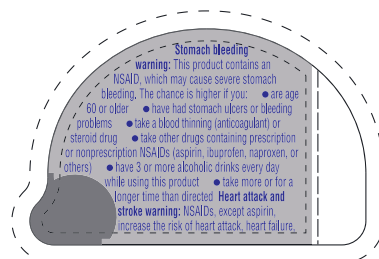 Stomach bleeding
warning: This product contains an
NSAID, which may cause severe stomach
bleeding. The chance is higher if you: ● are age
60 or older ● have had stomach ulcers or bleeding
problems ● take a blood thinning (anticoagulant) or
steroid drug ● take other drugs containing prescription
or nonprescription NSAIDs (aspirin, ibuprofen, naproxen, or
others) ● have 3 or more alcoholic drinks every day
while using this product ● take more or for a
longer time than directed Heart attack and
stroke warning: NSAIDs, except aspirin,
increase the risk of heart attack, heart failure,